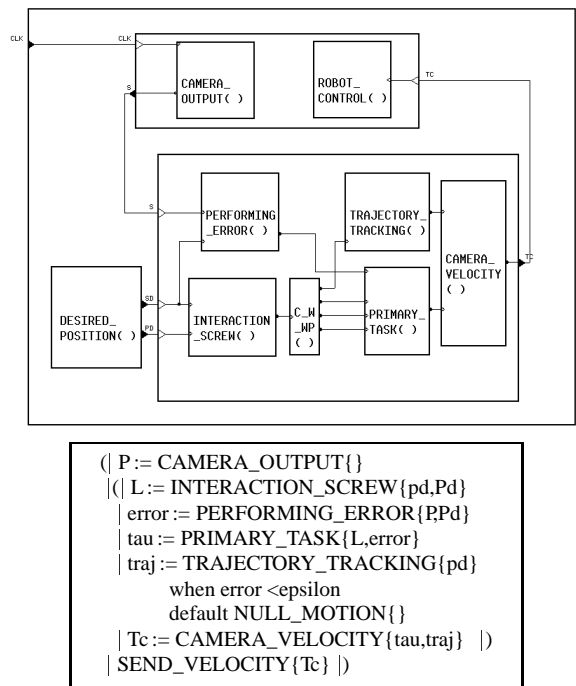 CLK
CLK
CAMERA_
OUTPUT( )
ROBOT_
CONTROL( )
TC
S
S
PERFORMING
_ERROR( )
TRAJECTORY_
TRACKING( )
CAMERA_
VELOCITY
( )
TC
DESIRED_
POSITION( )
SD
PD
INTERACTION
_SCREW( )
C_W
_WP
( )
PRIMARY_
TASK( )
(| P := CAMERA_OUTPUT{}
|(| L := INTERACTION_SCREW{pd,Pd}
| error := PERFORMING_ERROR{P,Pd}
| tau := PRIMARY_TASK{L,error}
| traj := TRAJECTORY_TRACKING{pd}
when error <epsilon
default NULL_MOTION{}
| Tc := CAMERA_VELOCITY{tau,traj} |)
| SEND_VELOCITY{Tc} |)